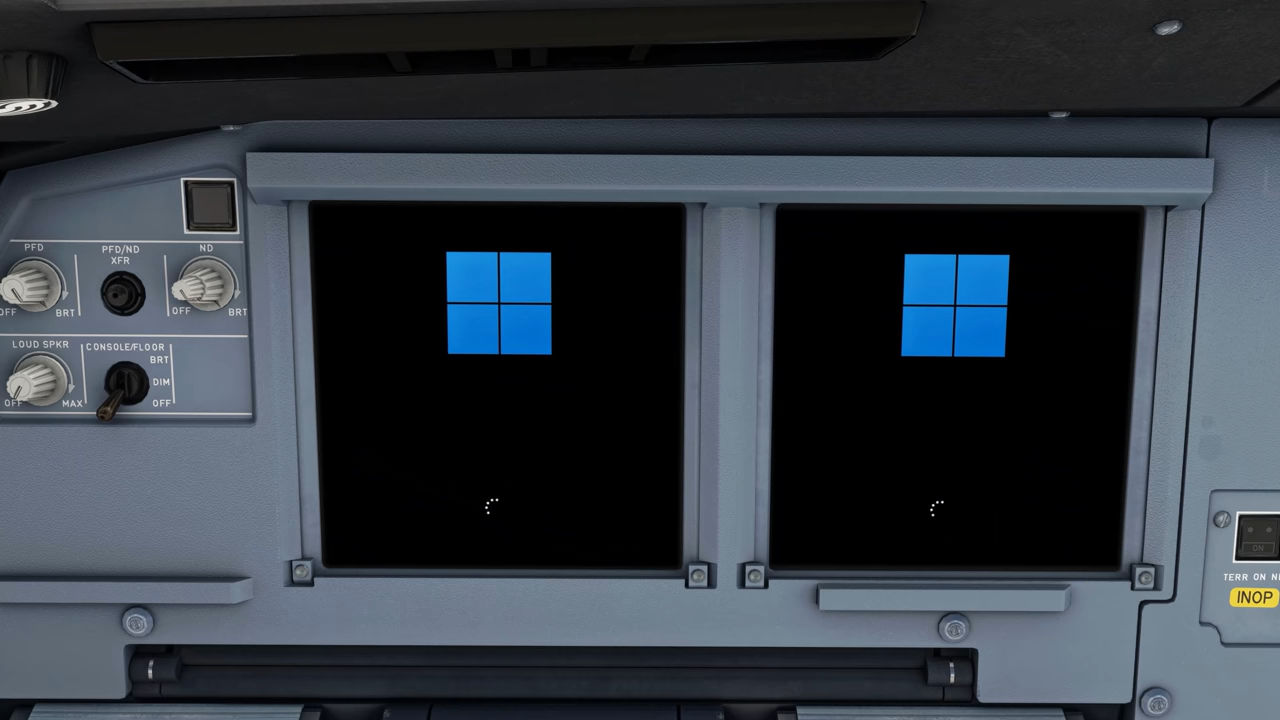 PFD
PFD/ND
XFR
ND
OFF
BRT
OFF
BRT
LOUD SPKR
CONSOLE/FLOOR
BRT
DIM
OFF
MAX
OFF
ON
TERR ON
INOP